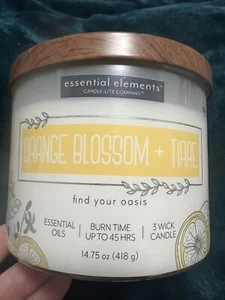 essential elements®
CANDLE-LITE COMPANY™
ORANGE BLOSSOM + TIARE
find your oasis
ESSENTIAL OILS
BURN TIME UP TO 45 HRS
3 WICK CANDLE
14.75 oz (418 g)